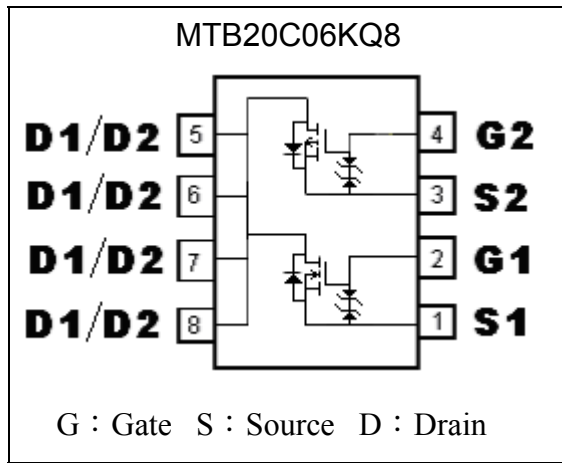 MTB20C06KQ8
D1/D2 5 4 G2
D1/D2 6 3 S2
D1/D2 7 2 G1
D1/D2 8 1 S1
G：Gate S：Source D：Drain